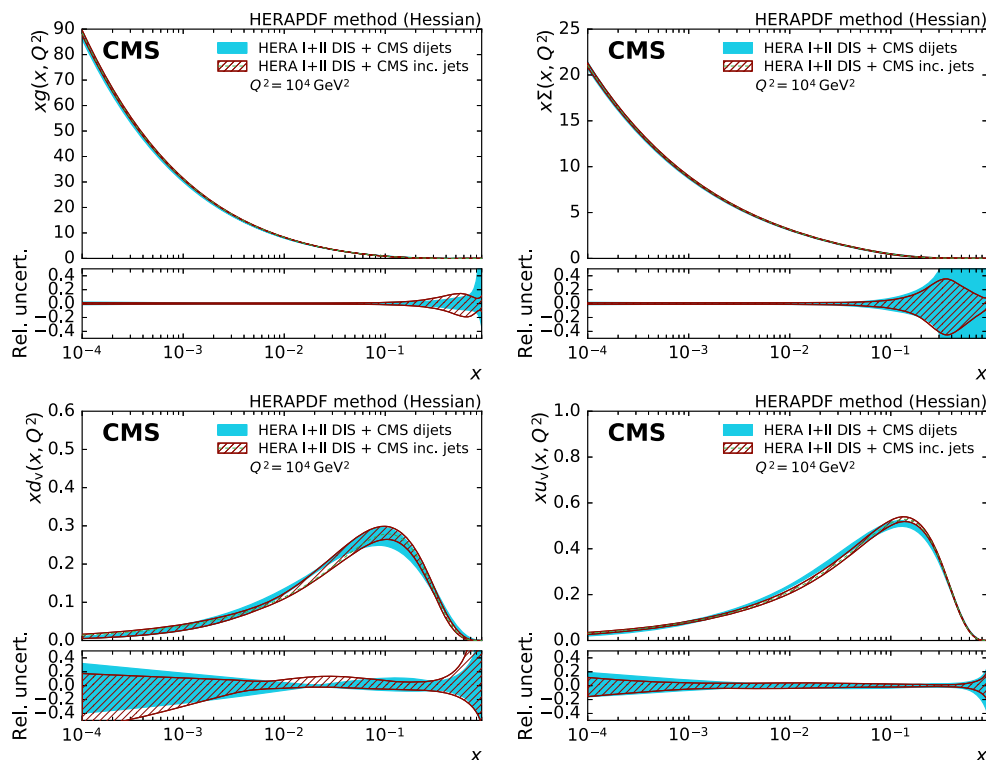 HERAPDF method (Hessian)
CMS
HERA I+II DIS + CMS dijets
HERA I+II DIS + CMS inc. jets
Q² = 10⁴ GeV²
xg(x, Q²)
90
80
70
60
50
40
30
20
10
0
Rel. uncert.
0.4
0.2
0.0
−0.2
−0.4
10⁻⁴
10⁻³
10⁻²
10⁻¹
x
HERAPDF method (Hessian)
CMS
HERA I+II DIS + CMS dijets
HERA I+II DIS + CMS inc. jets
Q² = 10⁴ GeV²
xΣ(x, Q²)
25
20
15
10
5
0
Rel. uncert.
0.4
0.2
0.0
−0.2
−0.4
10⁻⁴
10⁻³
10⁻²
10⁻¹
x
HERAPDF method (Hessian)
CMS
HERA I+II DIS + CMS dijets
HERA I+II DIS + CMS inc. jets
Q² = 10⁴ GeV²
xdᵥ(x, Q²)
0.6
0.5
0.4
0.3
0.2
0.1
0.0
Rel. uncert.
0.4
0.2
0.0
−0.2
−0.4
10⁻⁴
10⁻³
10⁻²
10⁻¹
x
HERAPDF method (Hessian)
CMS
HERA I+II DIS + CMS dijets
HERA I+II DIS + CMS inc. jets
Q² = 10⁴ GeV²
xuᵥ(x, Q²)
1.0
0.8
0.6
0.4
0.2
0.0
Rel. uncert.
0.4
0.2
0.0
−0.2
−0.4
10⁻⁴
10⁻³
10⁻²
10⁻¹
x